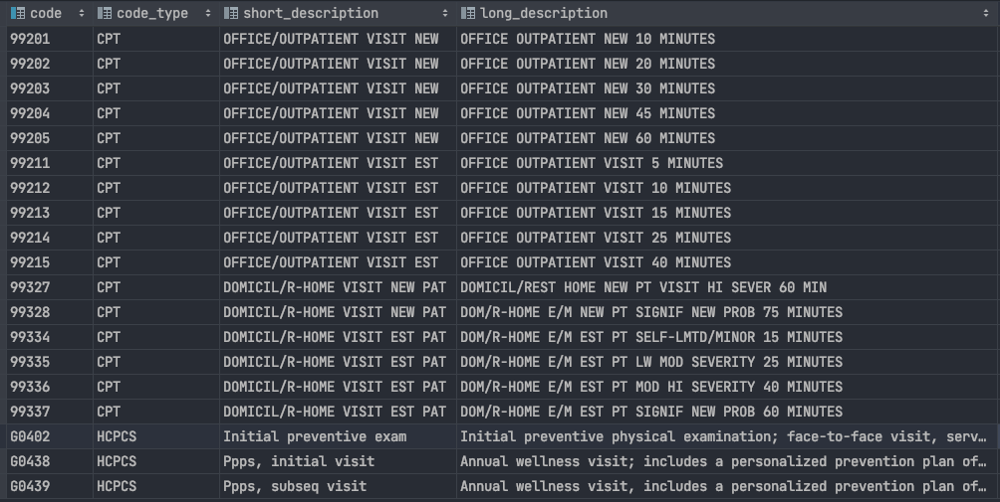 code code_type short_description long_description
99201 CPT OFFICE/OUTPATIENT VISIT NEW OFFICE OUTPATIENT NEW 10 MINUTES
99202 CPT OFFICE/OUTPATIENT VISIT NEW OFFICE OUTPATIENT NEW 20 MINUTES
99203 CPT OFFICE/OUTPATIENT VISIT NEW OFFICE OUTPATIENT NEW 30 MINUTES
99204 CPT OFFICE/OUTPATIENT VISIT NEW OFFICE OUTPATIENT NEW 45 MINUTES
99205 CPT OFFICE/OUTPATIENT VISIT NEW OFFICE OUTPATIENT NEW 60 MINUTES
99211 CPT OFFICE/OUTPATIENT VISIT EST OFFICE OUTPATIENT VISIT 5 MINUTES
99212 CPT OFFICE/OUTPATIENT VISIT EST OFFICE OUTPATIENT VISIT 10 MINUTES
99213 CPT OFFICE/OUTPATIENT VISIT EST OFFICE OUTPATIENT VISIT 15 MINUTES
99214 CPT OFFICE/OUTPATIENT VISIT EST OFFICE OUTPATIENT VISIT 25 MINUTES
99215 CPT OFFICE/OUTPATIENT VISIT EST OFFICE OUTPATIENT VISIT 40 MINUTES
99327 CPT DOMICIL/R-HOME VISIT NEW PAT DOMICIL/REST HOME NEW PT VISIT HI SEVER 60 MIN
99328 CPT DOMICIL/R-HOME VISIT NEW PAT DOM/R-HOME E/M NEW PT SIGNIF NEW PROB 75 MINUTES
99334 CPT DOMICIL/R-HOME VISIT EST PAT DOM/R-HOME E/M EST PT SELF-LMTD/MINOR 15 MINUTES
99335 CPT DOMICIL/R-HOME VISIT EST PAT DOM/R-HOME E/M EST PT LW MOD SEVERITY 25 MINUTES
99336 CPT DOMICIL/R-HOME VISIT EST PAT DOM/R-HOME E/M EST PT MOD HI SEVERITY 40 MINUTES
99337 CPT DOMICIL/R-HOME VISIT EST PAT DOM/R-HOME E/M EST PT SIGNIF NEW PROB 60 MINUTES
G0402 HCPCS Initial preventive exam Initial preventive physical examination; face-to-face visit, serv…
G0438 HCPCS Ppps, initial visit Annual wellness visit; includes a personalized prevention plan of…
G0439 HCPCS Ppps, subseq visit Annual wellness visit, includes a personalized prevention plan of…